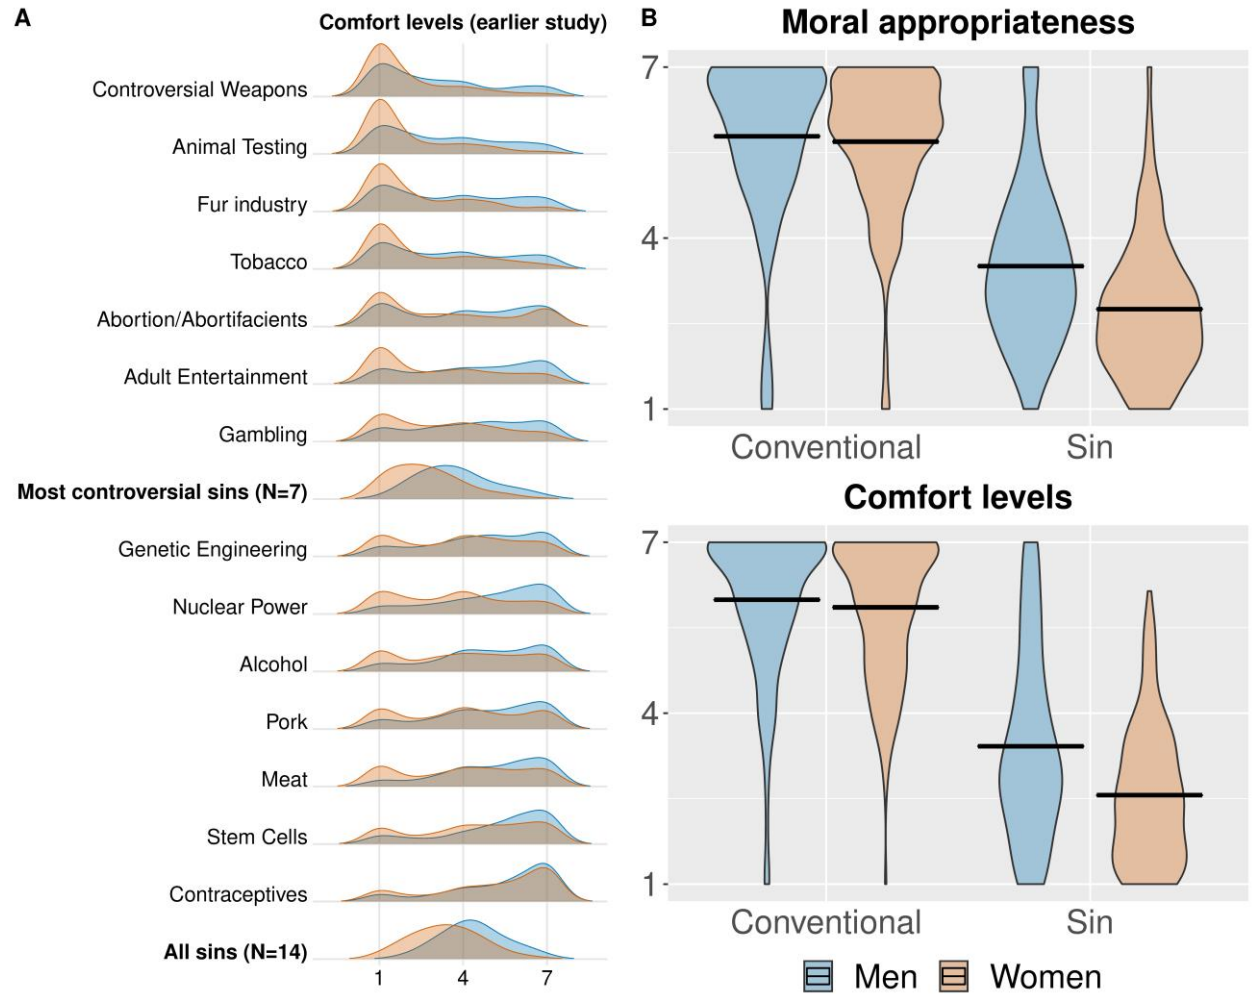 A
Comfort levels (earlier study)
Controversial Weapons
Animal Testing
Fur industry
Tobacco
Abortion/Abortifacients
Adult Entertainment
Gambling
Most controversial sins (N=7)
Genetic Engineering
Nuclear Power
Alcohol
Pork
Meat
Stem Cells
Contraceptives
All sins (N=14)
1 4 7
B
Moral appropriateness
7
4
1
Conventional Sin
Comfort levels
7
4
1
Conventional Sin
Men Women